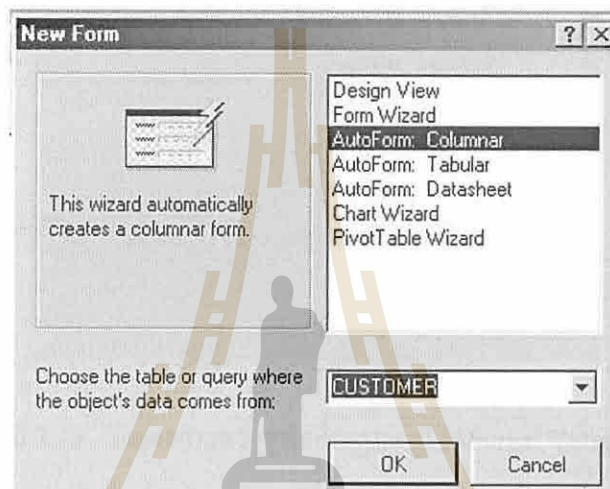 New Form
Design View
Form Wizard
AutoForm: Columnar
AutoForm: Tabular
AutoForm: Datasheet
Chart Wizard
PivotTable Wizard
This wizard automatically
creates a columnar form.
Choose the table or query where
the object's data comes from:
CUSTOMER
OK
Cancel